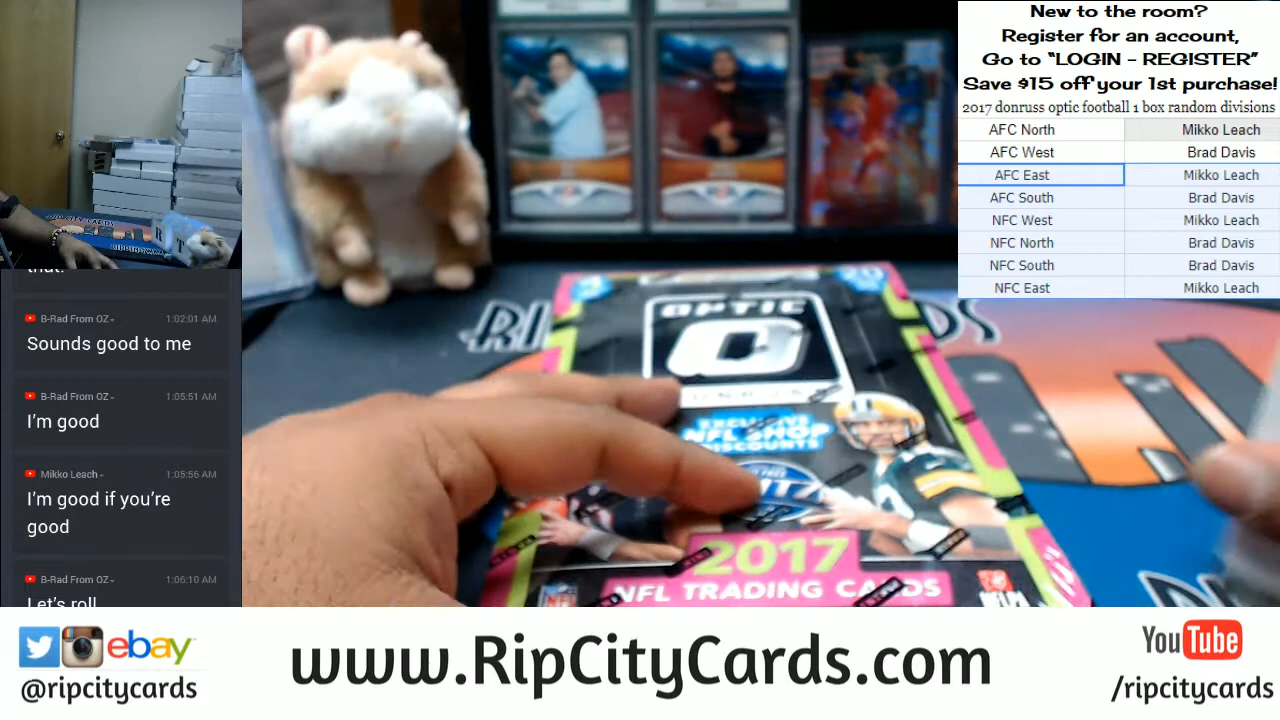 New to the room?
Register for an account,
Go to "LOGIN - REGISTER"
Save $15 off your 1st purchase!
2017 donruss optic football 1 box random divisions
AFC North Mikko Leach
AFC West Brad Davis
AFC East Mikko Leach
AFC South Brad Davis
NFC West Mikko Leach
NFC North Brad Davis
NFC South Brad Davis
NFC East Mikko Leach
that!
B-Rad From OZ 1:02:01 AM
Sounds good to me
B-Rad From OZ 1:05:51 AM
I'm good
Mikko Leach 1:05:56 AM
I'm good if you're
good
B-Rad From OZ 1:06:10 AM
Let's roll
OPTIC
EXCLUSIVE
NFL SHOP
DISCOUNTS
2017
NFL TRADING CARDS
ebay
@ripcitycards
www.RipCityCards.com
YouTube
/ripcitycards